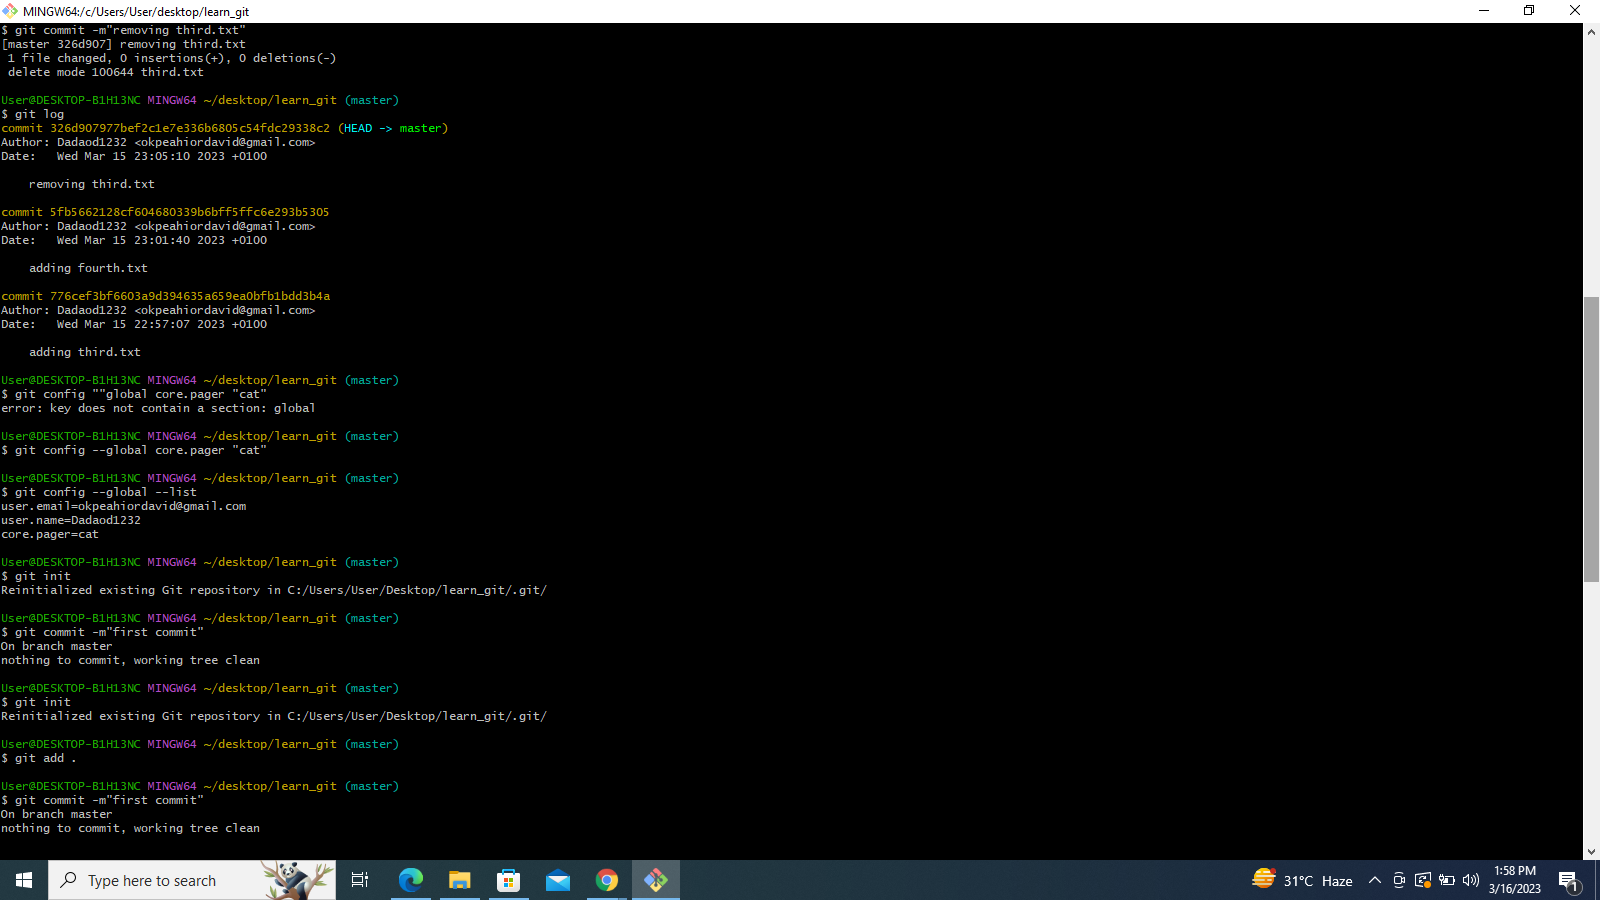 MINGW64:/c/Users/User/desktop/learn_git
$ git commit -m"removing third.txt"
[master 326d907] removing third.txt
1 file changed, 0 insertions(+), 0 deletions(-)
delete mode 100644 third.txt
User@DESKTOP-B1H13NC MINGW64 ~/desktop/learn_git (master)
$ git log
commit 326d907977bef2c1e7e336b6805c54fdc29338c2 (HEAD -> master)
Author: Dadaod1232 <okpeahiordavid@gmail.com>
Date:   Wed Mar 15 23:05:10 2023 +0100
removing third.txt
commit 5fb5662128cf604680339b6bff5ffc6e293b5305
Author: Dadaod1232 <okpeahiordavid@gmail.com>
Date:   Wed Mar 15 23:01:40 2023 +0100
adding fourth.txt
commit 776cef3bf6603a9d394635a659ea0bfb1bdd3b4a
Author: Dadaod1232 <okpeahiordavid@gmail.com>
Date:   Wed Mar 15 22:57:07 2023 +0100
adding third.txt
User@DESKTOP-B1H13NC MINGW64 ~/desktop/learn_git (master)
$ git config ""global core.pager "cat"
error: key does not contain a section: global
User@DESKTOP-B1H13NC MINGW64 ~/desktop/learn_git (master)
$ git config --global core.pager "cat"
User@DESKTOP-B1H13NC MINGW64 ~/desktop/learn_git (master)
$ git config --global --list
user.email=okpeahiordavid@gmail.com
user.name=Dadaod1232
core.pager=cat
User@DESKTOP-B1H13NC MINGW64 ~/desktop/learn_git (master)
$ git init
Reinitialized existing Git repository in C:/Users/User/Desktop/learn_git/.git/
User@DESKTOP-B1H13NC MINGW64 ~/desktop/learn_git (master)
$ git commit -m"first commit"
On branch master
nothing to commit, working tree clean
User@DESKTOP-B1H13NC MINGW64 ~/desktop/learn_git (master)
$ git init
Reinitialized existing Git repository in C:/Users/User/Desktop/learn_git/.git/
User@DESKTOP-B1H13NC MINGW64 ~/desktop/learn_git (master)
$ git add .
User@DESKTOP-B1H13NC MINGW64 ~/desktop/learn_git (master)
$ git commit -m"first commit"
On branch master
nothing to commit, working tree clean
Type here to search
31°C Haze
1:58 PM
3/16/2023
1